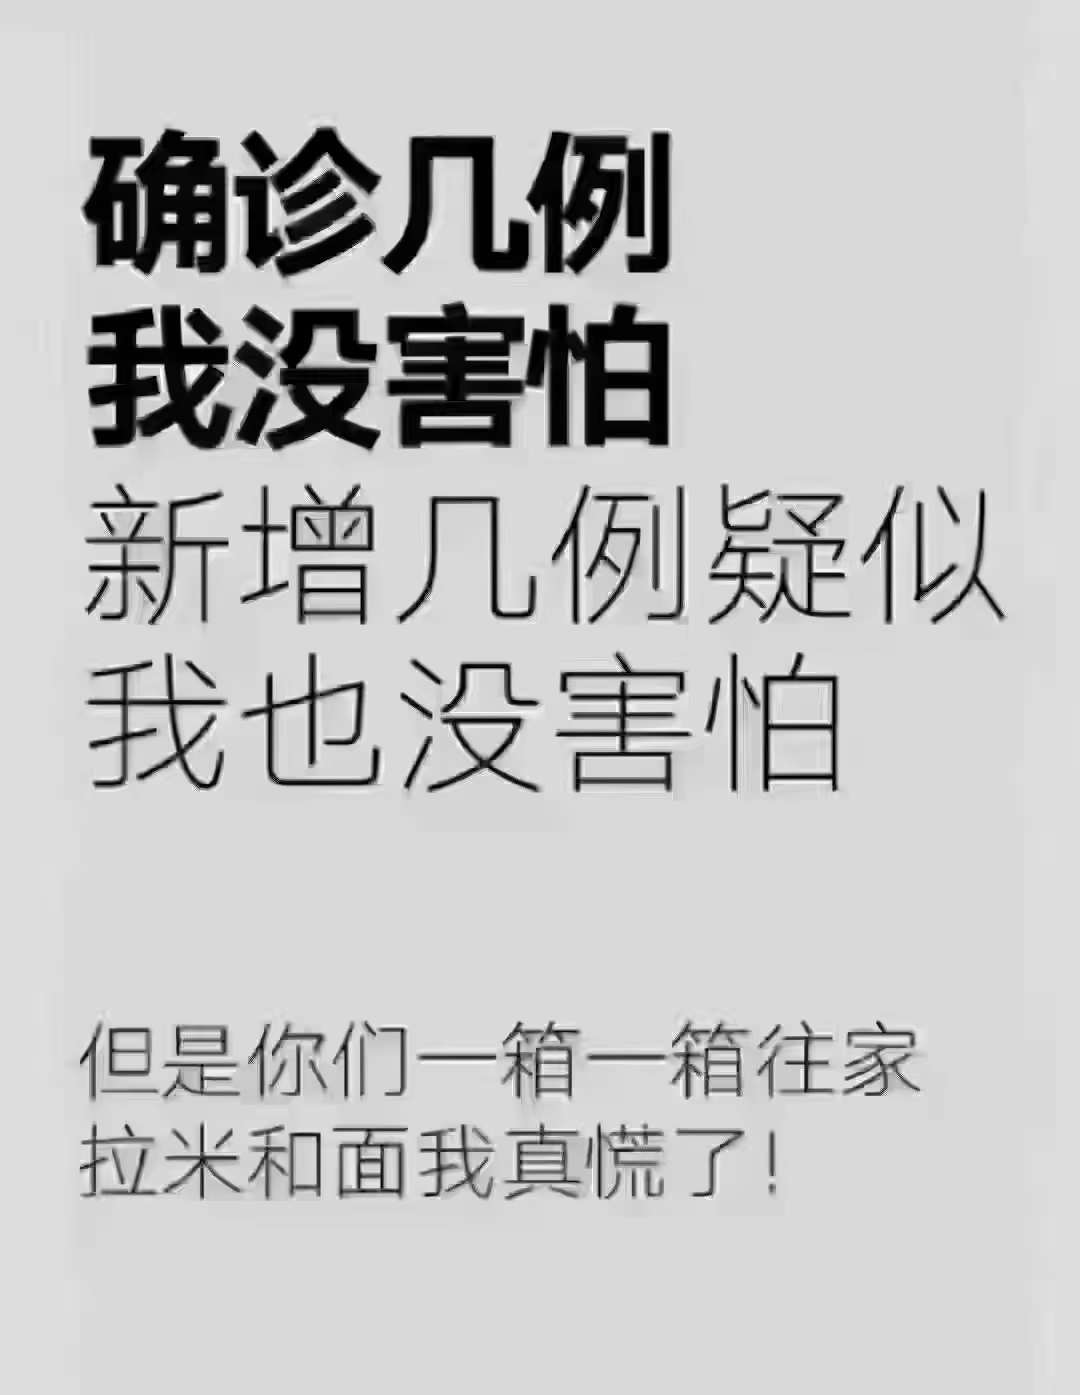 确诊几例
我没害怕
新增几例疑似
我也没害怕
但是你们一箱一箱往家
拉米和面我真慌了！